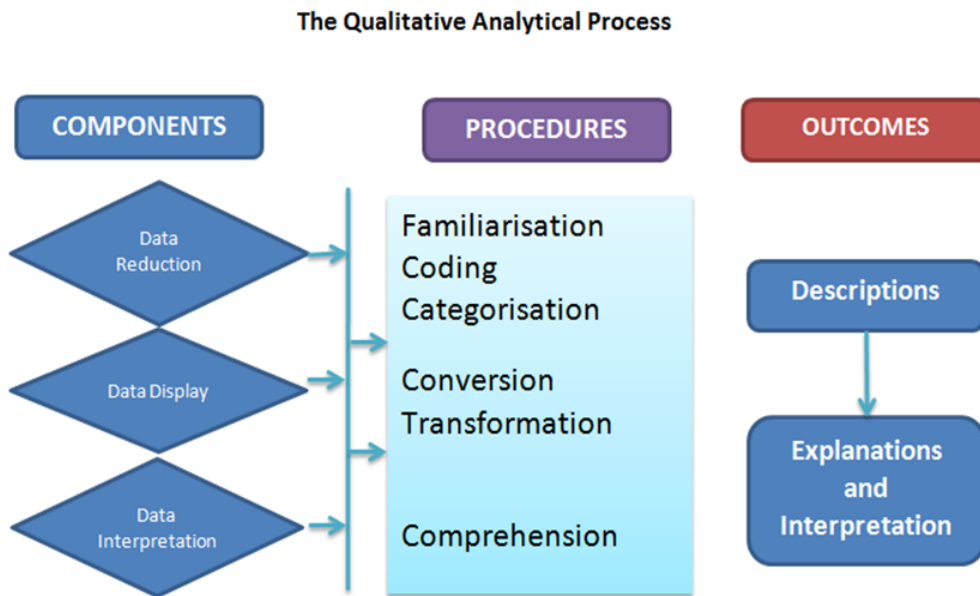 The Qualitative Analytical Process
COMPONENTS
PROCEDURES
OUTCOMES
Data
Reduction
Data Display
Data
Interpretation
Familiarisation
Coding
Categorisation
Conversion
Transformation
Comprehension
Descriptions
Explanations
and
Interpretation